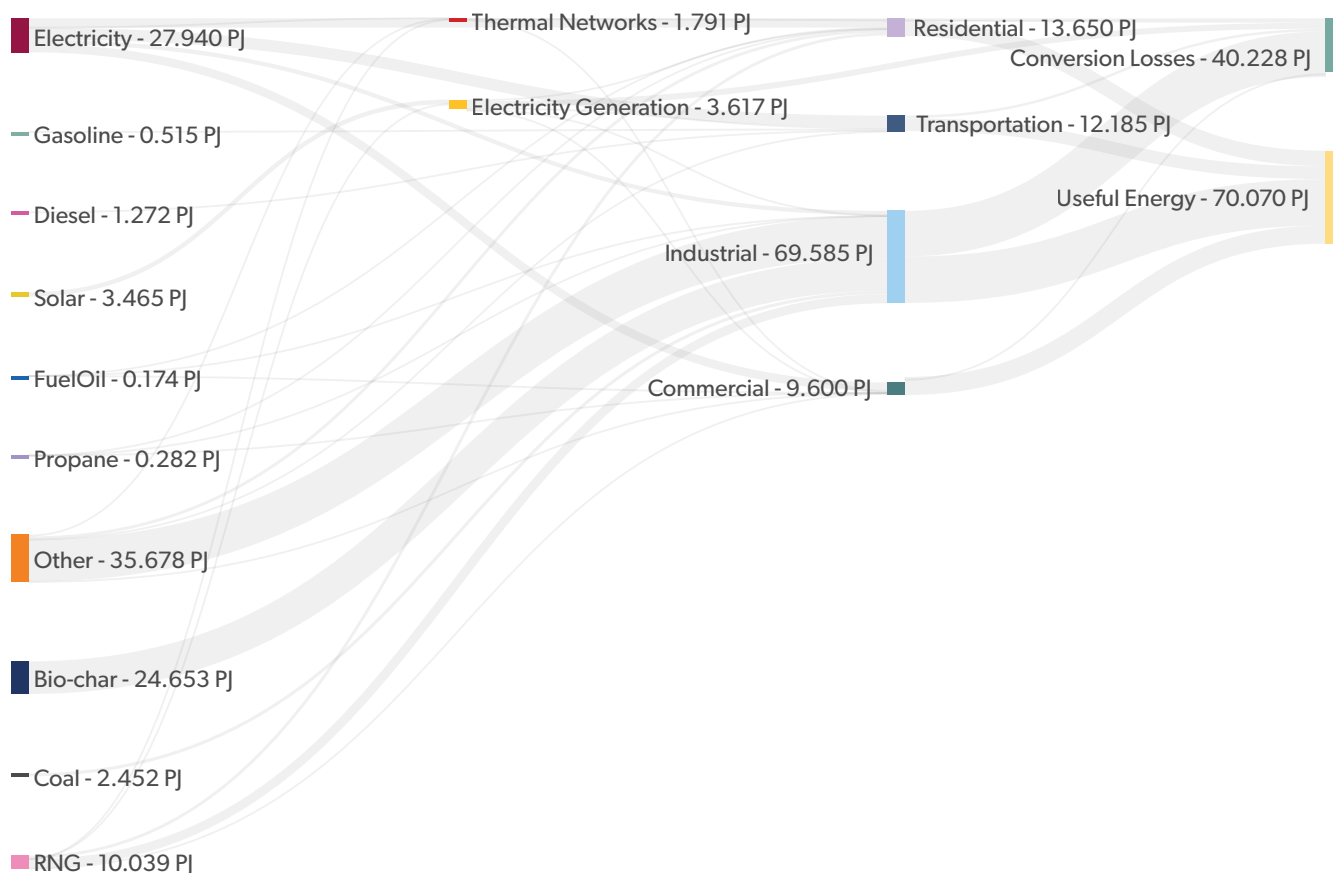 Electricity - 27.940 PJ
Gasoline - 0.515 PJ
Diesel - 1.272 PJ
Solar - 3.465 PJ
FuelOil - 0.174 PJ
Propane - 0.282 PJ
Other - 35.678 PJ
Bio-char - 24.653 PJ
Coal - 2.452 PJ
RNG - 10.039 PJ
Thermal Networks - 1.791 PJ
Electricity Generation - 3.617 PJ
Residential - 13.650 PJ
Transportation - 12.185 PJ
Industrial - 69.585 PJ
Commercial - 9.600 PJ
Conversion Losses - 40.228 PJ
Useful Energy - 70.070 PJ